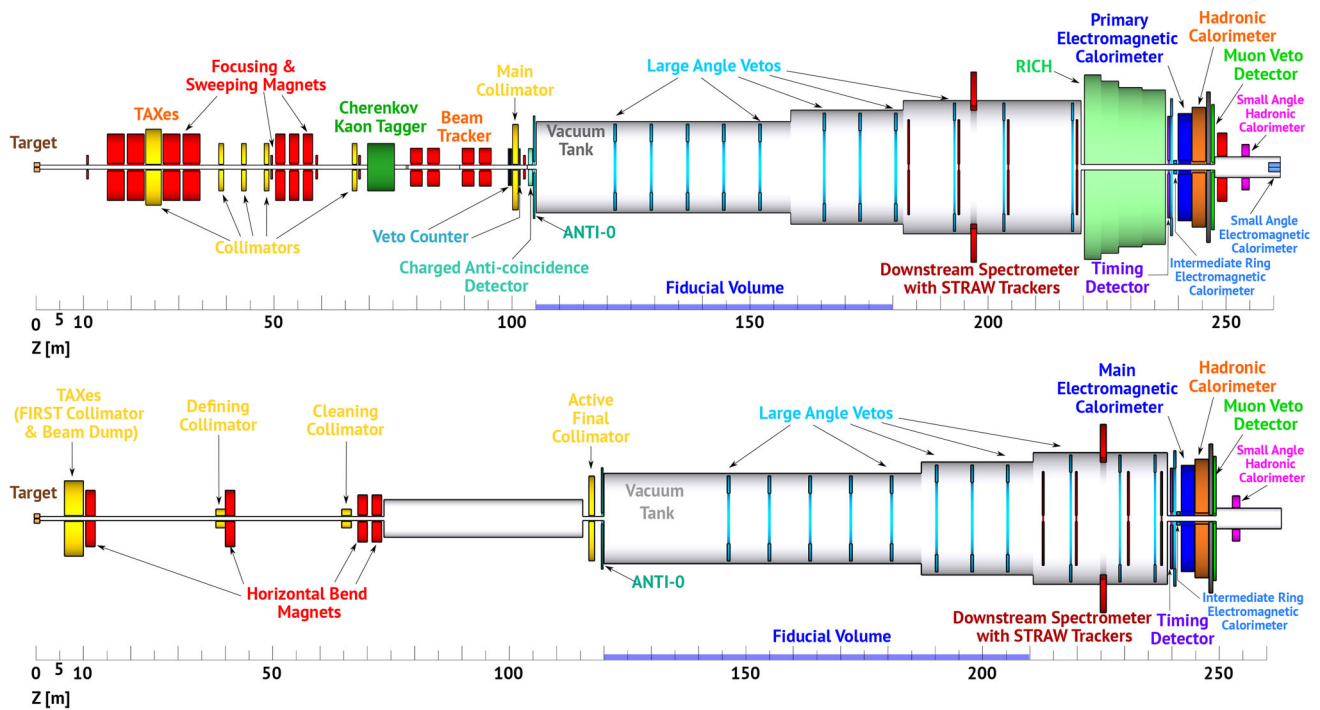 Primary
Electromagnetic
Calorimeter
Hadronic
Calorimeter
Muon Veto
Detector
Focusing &
Sweeping Magnets
Main
Collimator
Large Angle Vetos
RICH
TAXes
Cherenkov
Kaon Tagger
Beam
Tracker
Small Angle
Hadronic
Calorimeter
Target
Vacuum
Tank
Collimators
Veto Counter
ANTI-0
Charged Anti-coincidence
Detector
Downstream Spectrometer
with STRAW Trackers
Timing
Detector
Small Angle
Electromagnetic
Calorimeter
Intermediate Ring
Electromagnetic
Calorimeter
Fiducial Volume
0 5 10 50 100 150 200 250
Z [m]
TAXes
(FIRST Collimator
& Beam Dump)
Defining
Collimator
Cleaning
Collimator
Active
Final
Collimator
Large Angle Vetos
Main
Electromagnetic
Calorimeter
Hadronic
Calorimeter
Muon Veto
Detector
Small Angle
Hadronic
Calorimeter
Target
Vacuum
Tank
Horizontal Bend
Magnets
ANTI-0
Downstream Spectrometer
with STRAW Trackers
Timing
Detector
Intermediate Ring
Electromagnetic
Calorimeter
Fiducial Volume
0 5 10 50 100 150 200 250
Z [m]